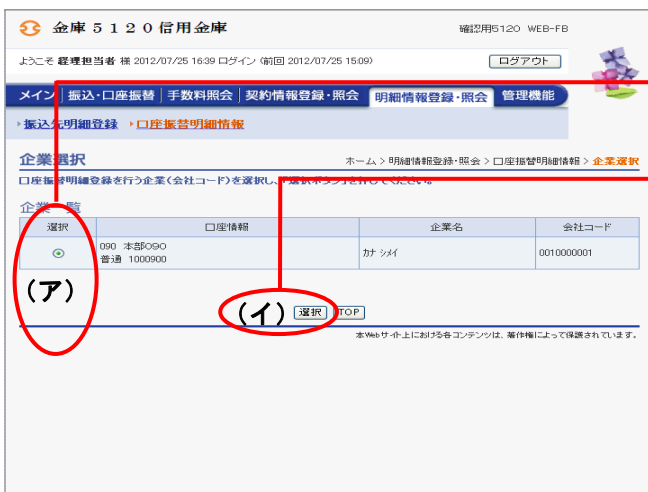 金庫５１２０信用金庫
確認用5120 WEB-FB
ようこそ 経理担当者 様 2012/07/25 16:39 ログイン (前回 2012/07/25 15:09)
ログアウト
メイン 振込・口座振替 手数料照会 契約情報登録・照会 明細情報登録・照会 管理機能
振込先明細登録 口座振替明細情報
企業選択
ホーム > 明細情報登録・照会 > 口座振替明細情報 > 企業選択
口座振替明細登録を行う企業(会社コード)を選択し、「選択ボタン」を押してください。
企業一覧
選択 口座情報 企業名 会社コード
090 本部090
普通 1000900
カナ シメイ
0010000001
(ア)
(イ) 選択 TOP
本Webサイト上における各コンテンツは、著作権によって保護されています。